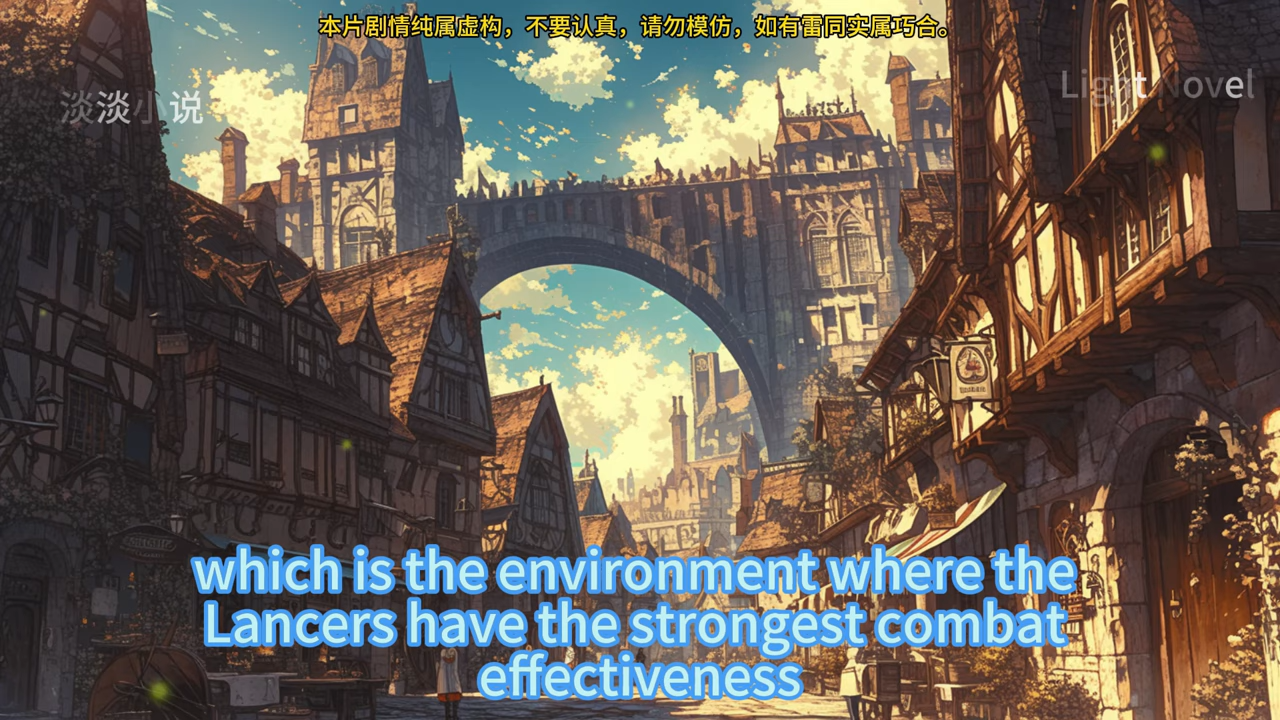 本片剧情纯属虚构，不要认真，请勿模仿，如有雷同实属巧合。
淡淡小说
Light Novel
which is the environment where the
Lancers have the strongest combat
effectiveness